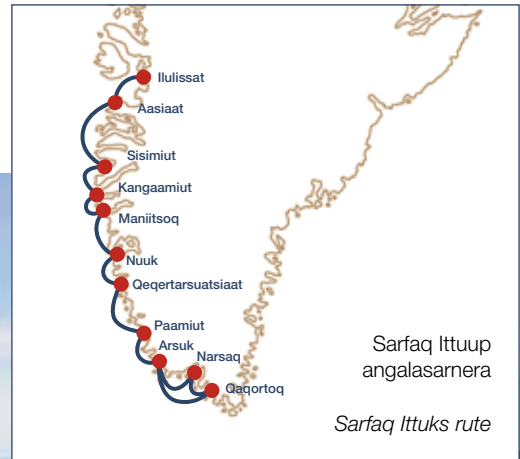 Ilulissat
Aasiaat
Sisimiut
Kangaamiut
Maniitsoq
Nuuk
Qeqertarsuatsiaat
Paamiut
Arsuk
Narsaq
Qaqortoq
Sarfaq Ittuup
angalasarnera
Sarfaq Ittuks rute